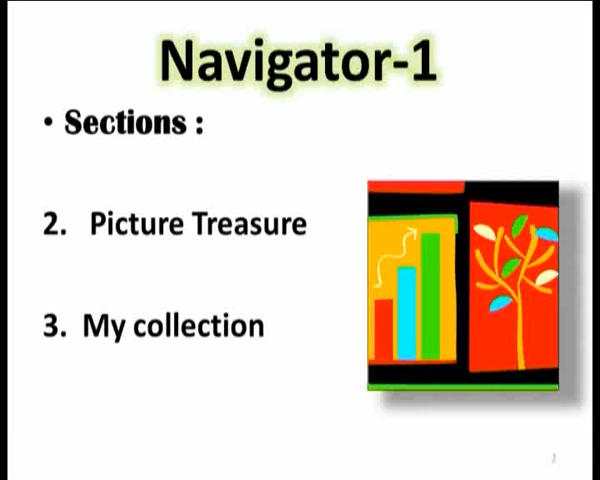 Navigator-1
• Sections :
2. Picture Treasure
3. My collection